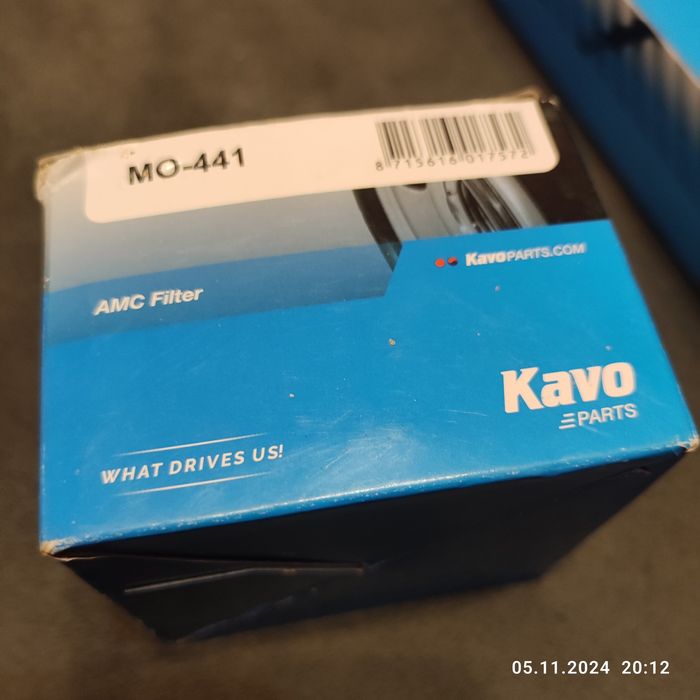 MO-441
8 715616 017572
KavoPARTS.COM
AMC Filter
Kavo
PARTS
WHAT DRIVES US!
05.11.2024 20:12